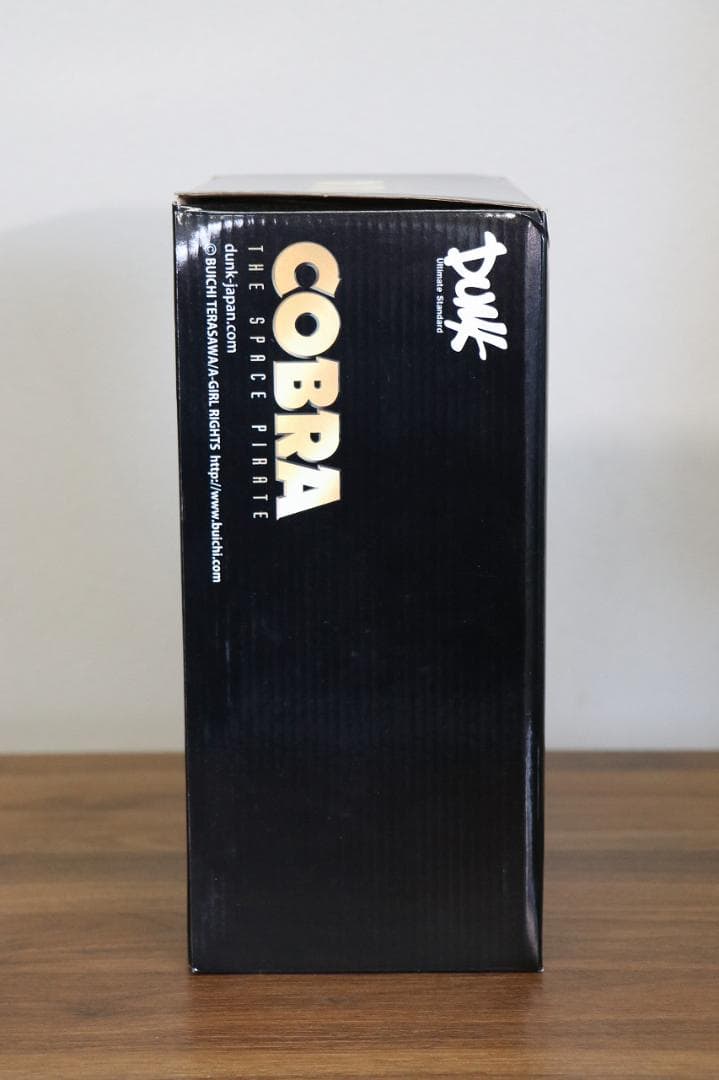 DUNK
Ultimate Standard
COBRA
THE SPACE PIRATE
dunk-japan.com
© BUICHI TERASAWA/A-GIRL RIGHTS http://www.buichi.com